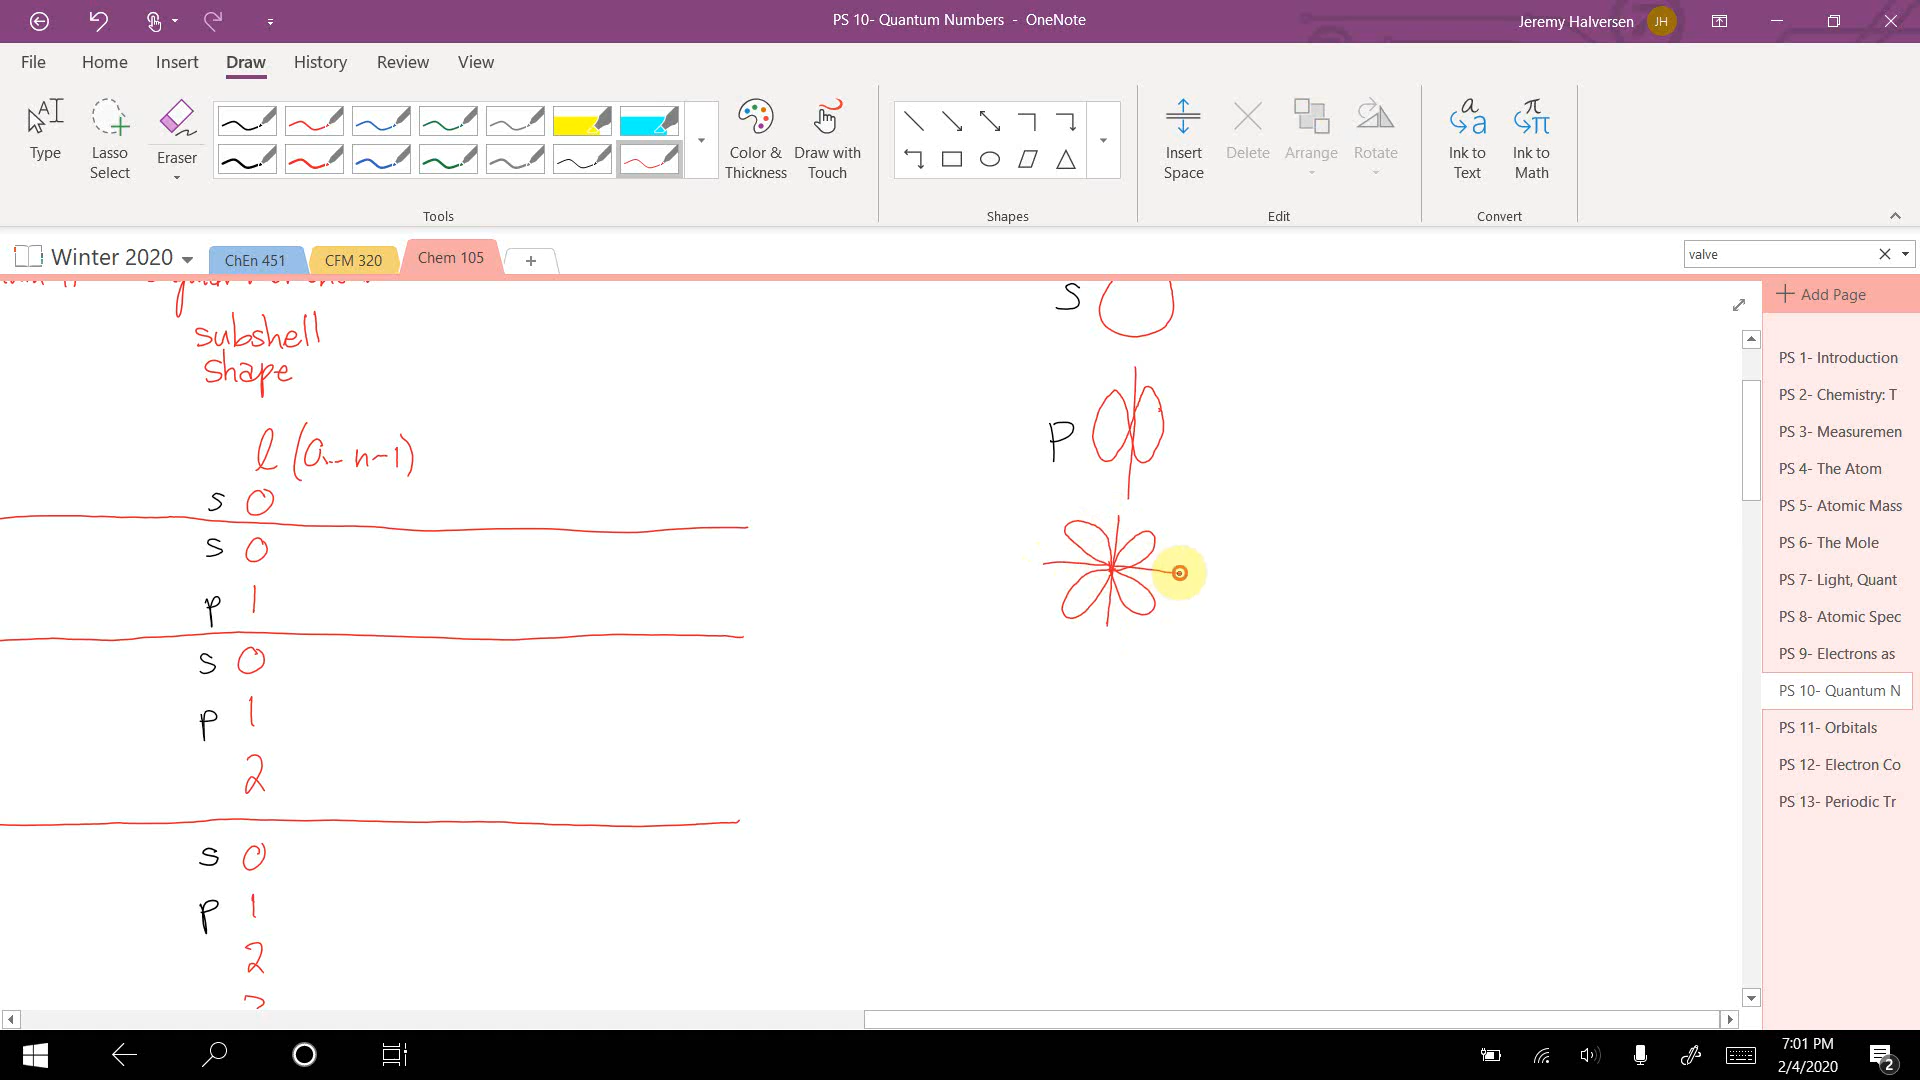 PS 10- Quantum Numbers - OneNote
Jeremy Halversen
JH
File Home Insert Draw History Review View
Type
Lasso Select
Eraser
Color & Thickness
Draw with Touch
Insert Space
Delete
Arrange
Rotate
Ink to Text
Ink to Math
Tools
Shapes
Edit
Convert
Winter 2020
ChEn 451
CFM 320
Chem 105
valve
Add Page
PS 1- Introduction
PS 2- Chemistry: T
PS 3- Measuremen
PS 4- The Atom
PS 5- Atomic Mass
PS 6- The Mole
PS 7- Light, Quant
PS 8- Atomic Spec
PS 9- Electrons as
PS 10- Quantum N
PS 11- Orbitals
PS 12- Electron Co
PS 13- Periodic Tr
subshell
shape
l (0... n-1)
s 0
s 0
p 1
s 0
p 1
2
s 0
p 1
2
s
p
7:01 PM
2/4/2020
2